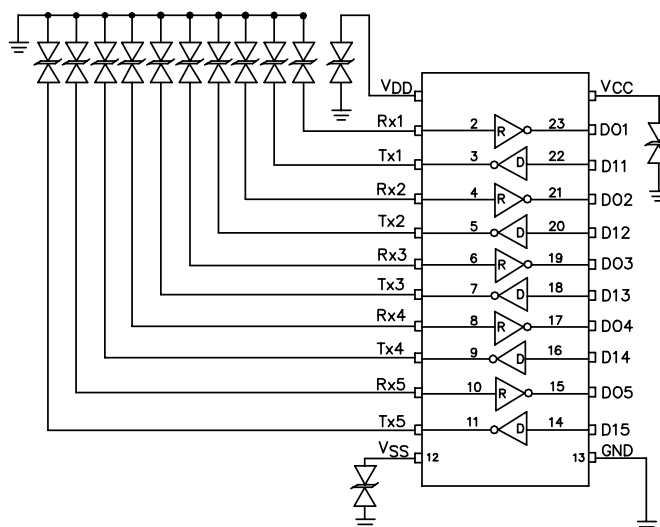 VDD VCC
Rx1 2 R 23 DO1
Tx1 3 D 22 D11
Rx2 4 R 21 DO2
Tx2 5 D 20 D12
Rx3 6 R 19 DO3
Tx3 7 D 18 D13
Rx4 8 R 17 DO4
Tx4 9 D 16 D14
Rx5 10 R 15 DO5
Tx5 11 D 14 D15
VSS 12 13 GND